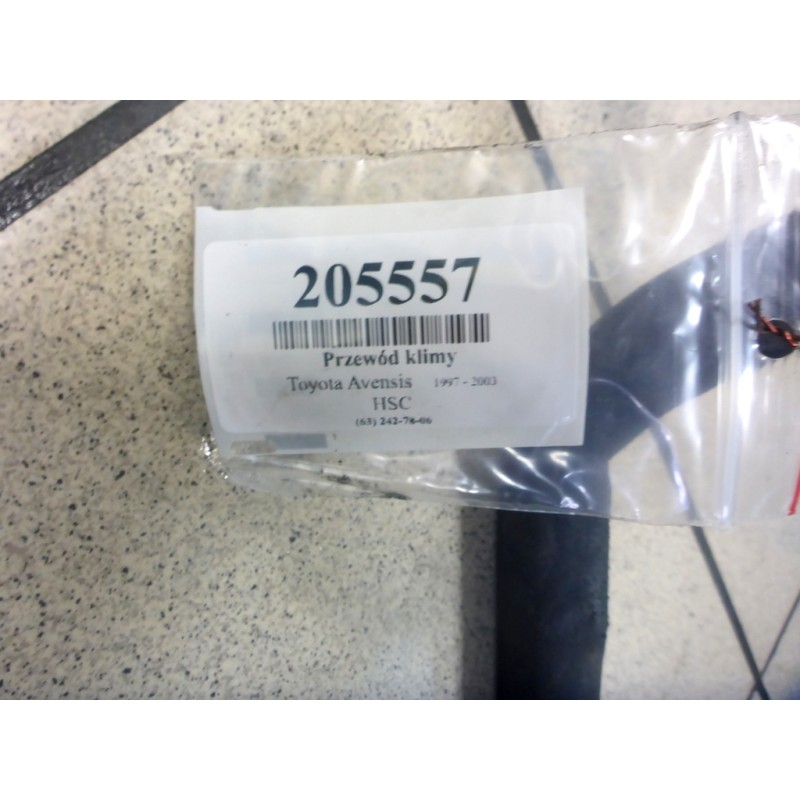 205557
Przewód klimy
Toyota Avensis 1997 - 2003
HSC
(63) 242-78-06